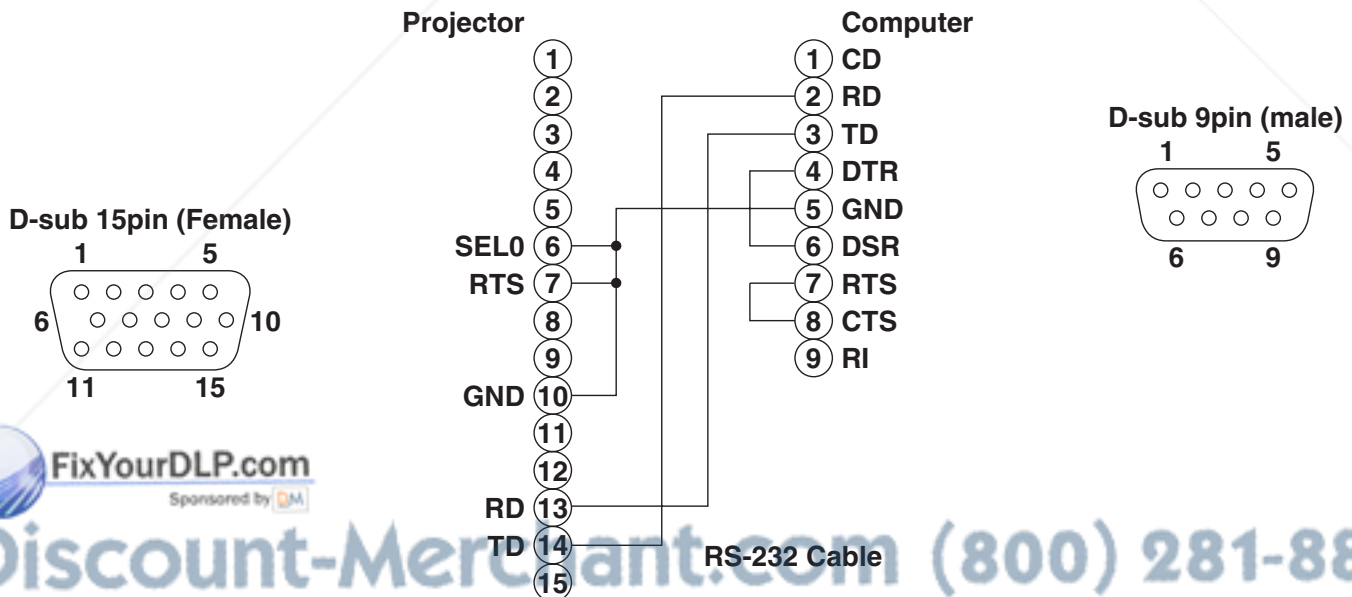 Projector
Computer
1
2
3
4
5
SEL0 6
RTS 7
8
9
GND 10
11
12
RD 13
TD 14
15
1 CD
2 RD
3 TD
4 DTR
5 GND
6 DSR
7 RTS
8 CTS
9 RI
D-sub 9pin (male)
1 5
6 9
D-sub 15pin (Female)
1 5
6 10
11 15
RS-232 Cable
FixYourDLP.com
Sponsored by DM
Discount-Merchant.com (800) 281-88